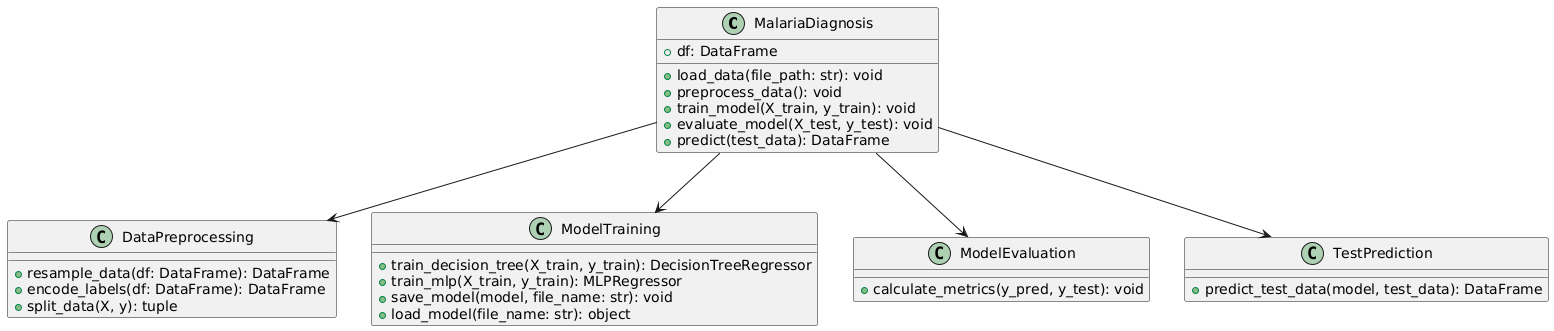 C MalariaDiagnosis
df: DataFrame
load_data(file_path: str): void
preprocess_data(): void
train_model(X_train, y_train): void
evaluate_model(X_test, y_test): void
predict(test_data): DataFrame
C DataPreprocessing
resample_data(df: DataFrame): DataFrame
encode_labels(df: DataFrame): DataFrame
split_data(X, y): tuple
C ModelTraining
train_decision_tree(X_train, y_train): DecisionTreeRegressor
train_mlp(X_train, y_train): MLPRegressor
save_model(model, file_name: str): void
load_model(file_name: str): object
C ModelEvaluation
calculate_metrics(y_pred, y_test): void
C TestPrediction
predict_test_data(model, test_data): DataFrame